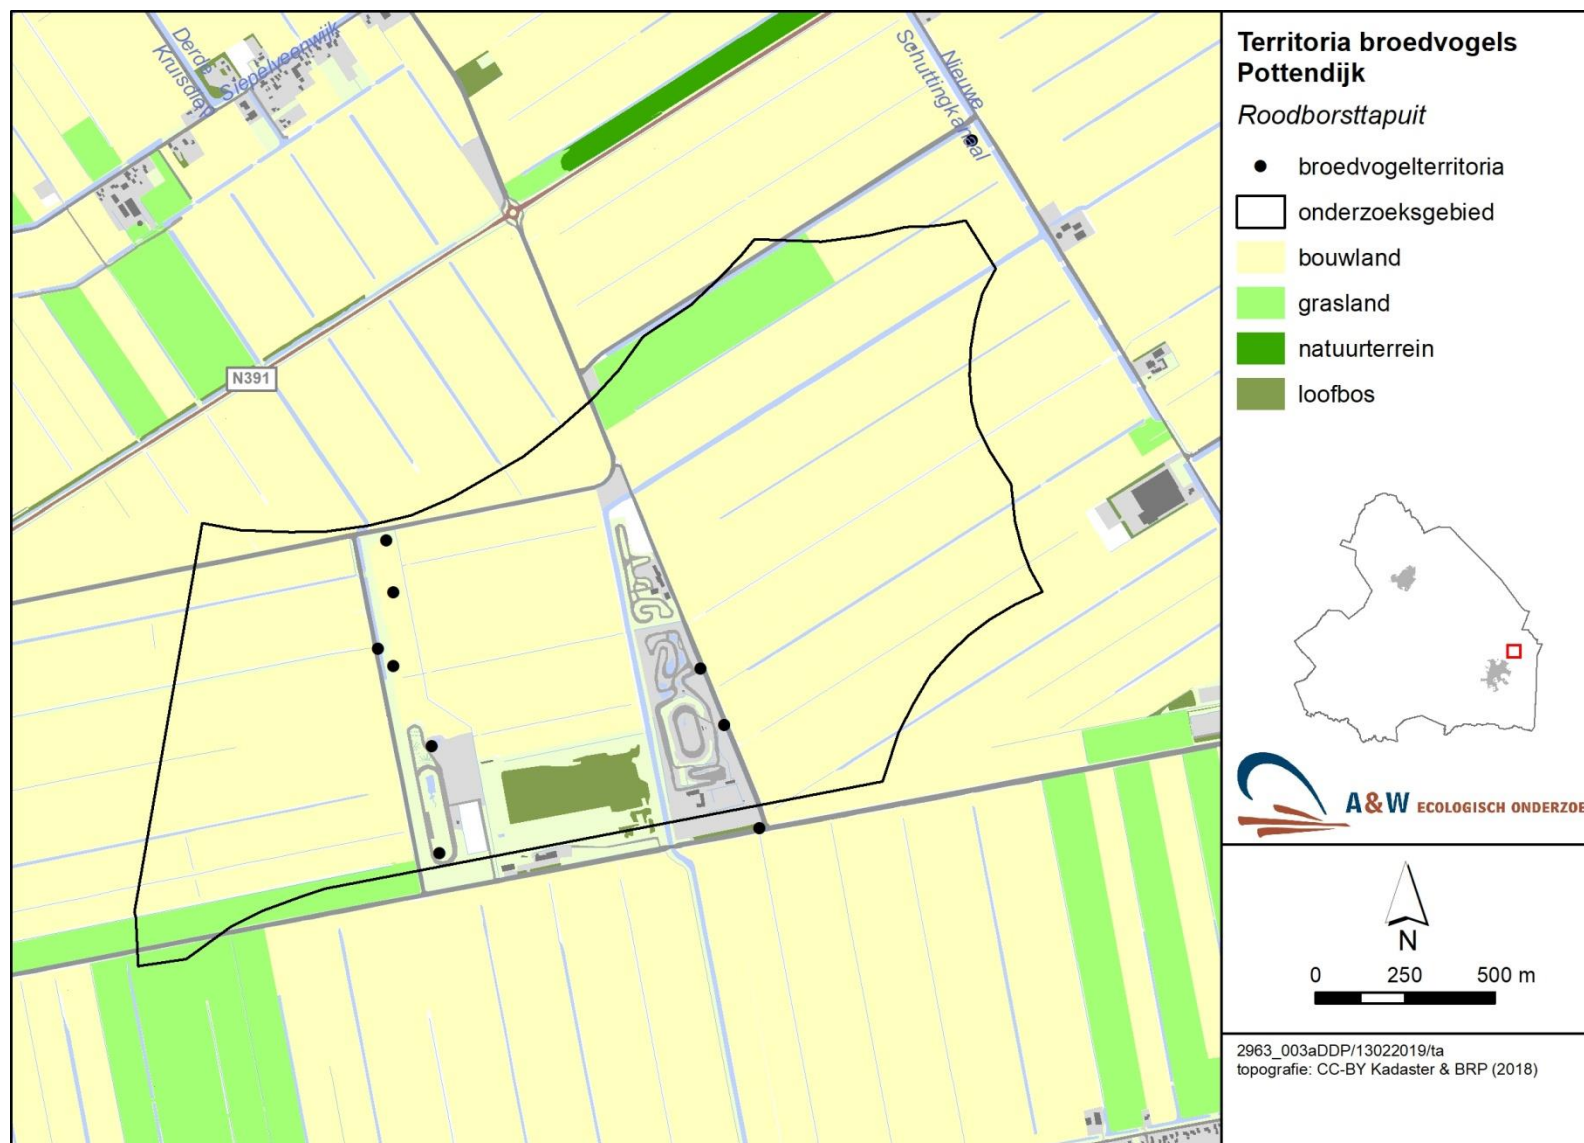 Derde
Kruisdiep
Siepelveenwijk
Nieuwe
Schuttingkanaal
N391
Territoria broedvogels
Pottendijk
Roodborsttapuit
broedvogelterritoria
onderzoeksgebied
bouwland
grasland
natuurterrein
loofbos
A&W ECOLOGISCH ONDERZOE
N
0 250 500 m
2963_003aDDP/13022019/ta
topografie: CC-BY Kadaster & BRP (2018)